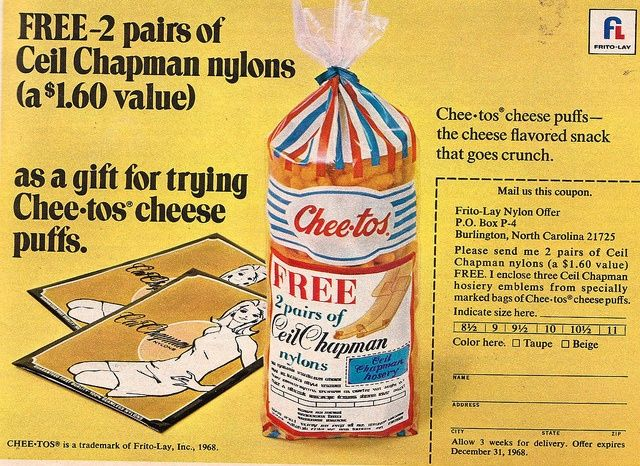 FREE-2 pairs of
Ceil Chapman nylons
(a $1.60 value)
as a gift for trying
Chee•tos® cheese
puffs.
Ceil Chapman
NYLONS
Chee•tos®
FREE
2 pairs of
Ceil Chapman
nylons
Ceil
Chapman
hosiery
CHEE•TOS® is a trademark of Frito-Lay, Inc., 1968.
FL
FRITO-LAY
Chee•tos® cheese puffs—
the cheese flavored snack
that goes crunch.
Mail us this coupon.
Frito-Lay Nylon Offer
P.O. Box P-4
Burlington, North Carolina 21725
Please send me 2 pairs of Ceil
Chapman nylons (a $1.60 value)
FREE. I enclose three Ceil Chapman
hosiery emblems from specially
marked bags of Chee•tos® cheese puffs.
Indicate size here.
8½ 9 9½ 10 10½ 11
Color here. Taupe Beige
NAME
ADDRESS
CITY STATE ZIP
Allow 3 weeks for delivery. Offer expires
December 31, 1968.